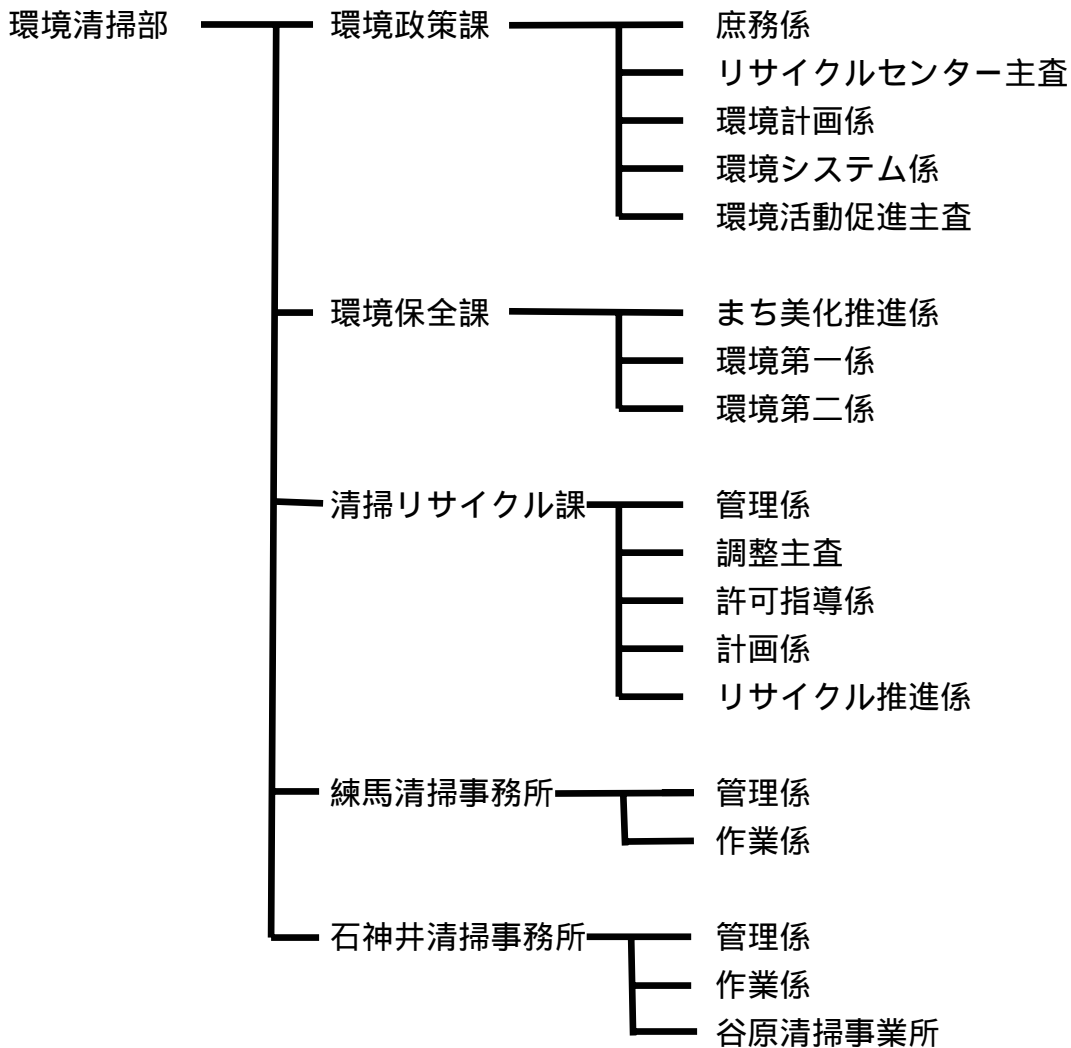 環境清掃部 環境政策課 庶務係
リサイクルセンター主査
環境計画係
環境システム係
環境活動促進主査
環境保全課 まち美化推進係
環境第一係
環境第二係
清掃リサイクル課 管理係
調整主査
許可指導係
計画係
リサイクル推進係
練馬清掃事務所 管理係
作業係
石神井清掃事務所 管理係
作業係
谷原清掃事業所